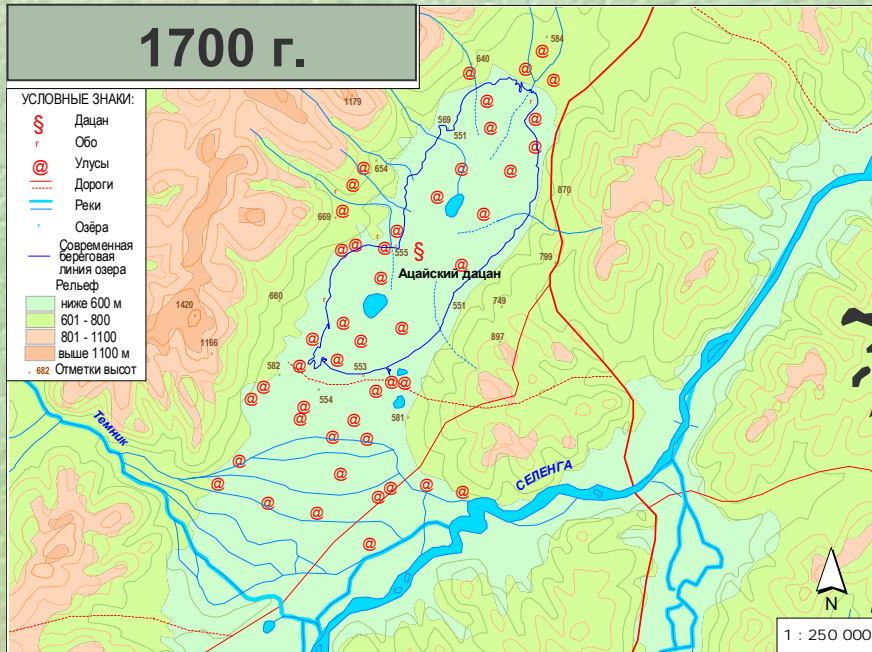 1700 г.
УСЛОВНЫЕ ЗНАКИ:
§ Дацан
г Обо
@ Улусы
Дороги
Реки
Озёра
Современная
береговая
линия озера
Рельеф
ниже 600 м
601 - 800
801 - 1100
выше 1100 м
682 Отметки высот
584
640
1179
569
551
654
870
669
555
Ацайский дацан
799
660
551
749
1420
897
1166
582
553
554
581
Темник
СЕЛЕНГА
N
1 : 250 000